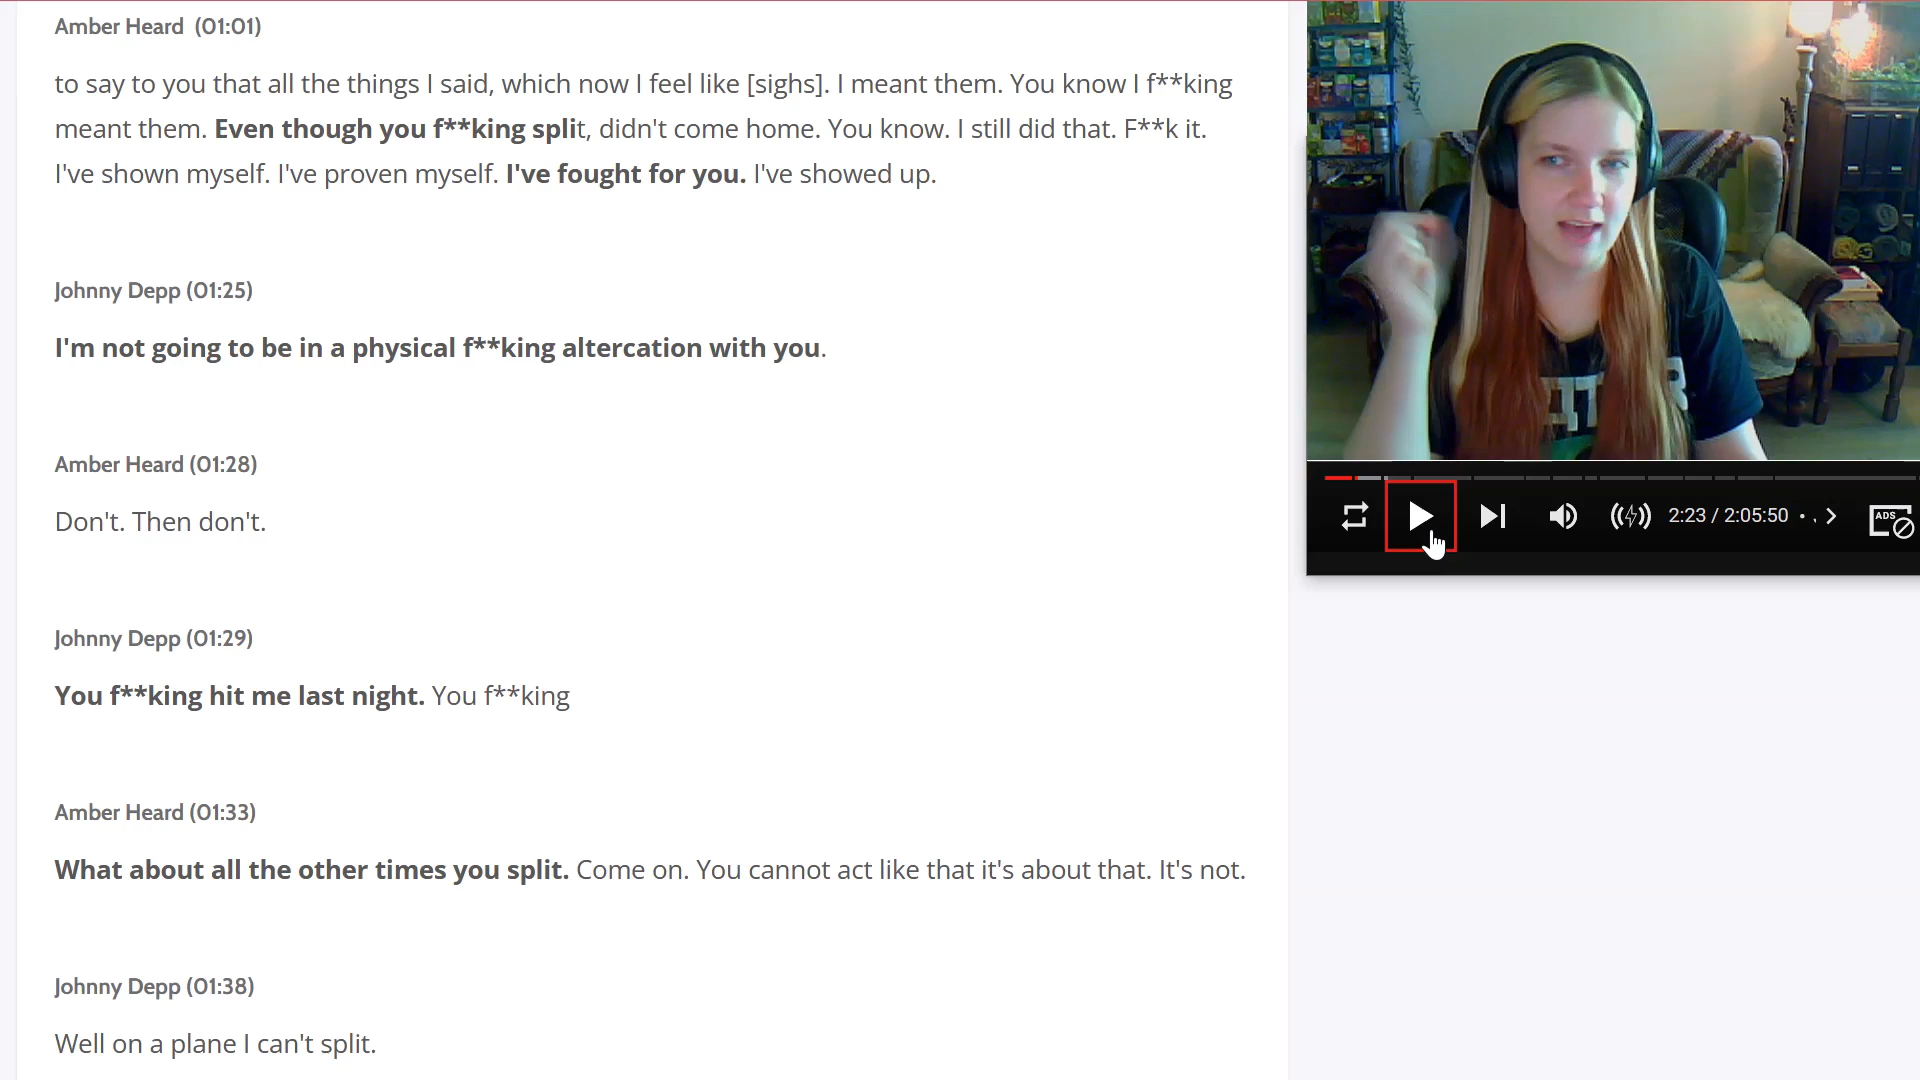 Amber Heard (01:01)
to say to you that all the things I said, which now I feel like [sighs]. I meant them. You know I f**king
meant them. Even though you f**king split, didn't come home. You know. I still did that. F**k it.
I've shown myself. I've proven myself. I've fought for you. I've showed up.
Johnny Depp (01:25)
I'm not going to be in a physical f**king altercation with you.
Amber Heard (01:28)
Don't. Then don't.
Johnny Depp (01:29)
You f**king hit me last night. You f**king
Amber Heard (01:33)
What about all the other times you split. Come on. You cannot act like that it's about that. It's not.
Johnny Depp (01:38)
Well on a plane I can't split.
2:23 / 2:05:50
ADS